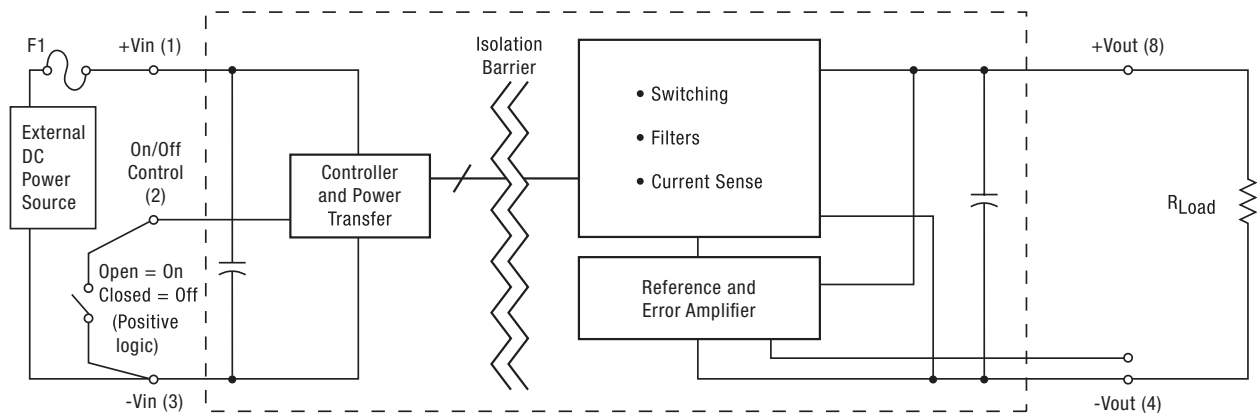 F1
+Vin (1)
External
DC
Power
Source
On/Off
Control
(2)
Open = On
Closed = Off
(Positive
logic)
-Vin (3)
Controller
and Power
Transfer
Isolation
Barrier
• Switching
• Filters
• Current Sense
Reference and
Error Amplifier
+Vout (8)
RLoad
-Vout (4)